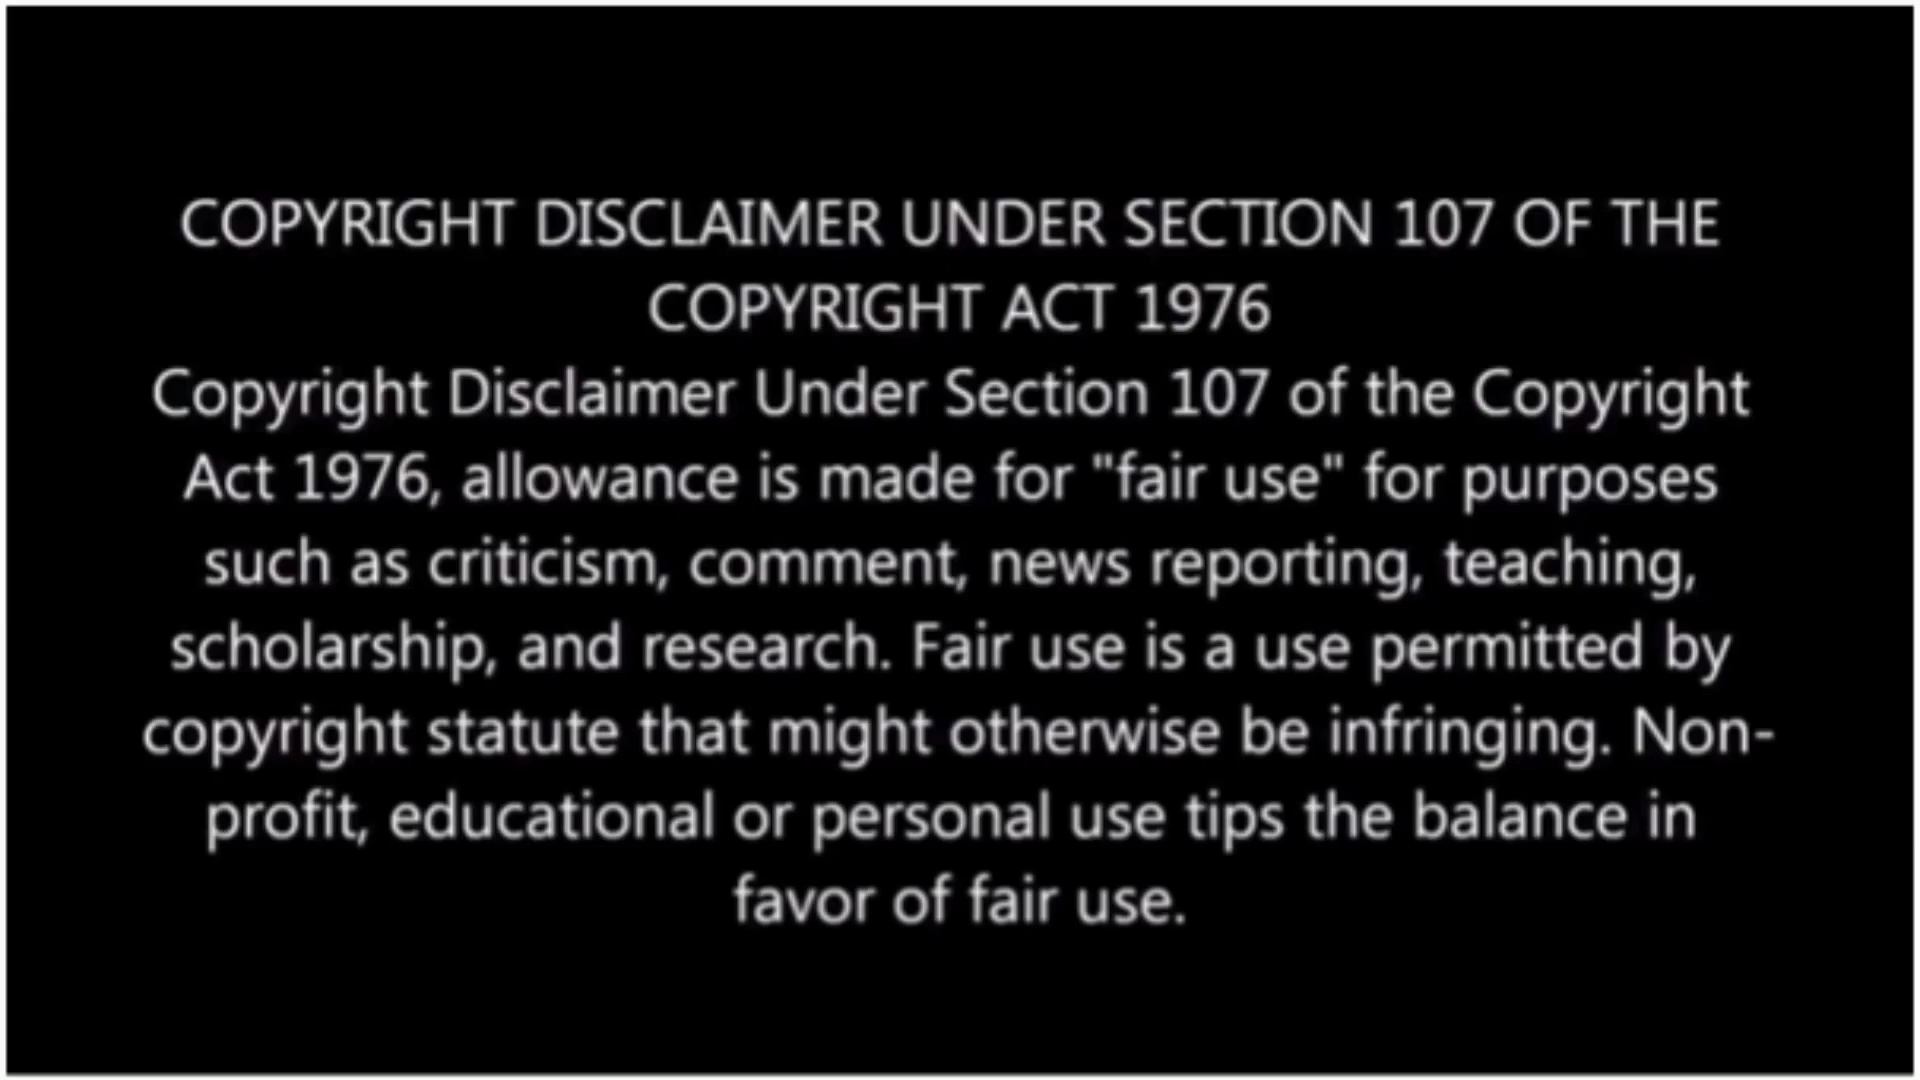 COPYRIGHT DISCLAIMER UNDER SECTION 107 OF THE
COPYRIGHT ACT 1976
Copyright Disclaimer Under Section 107 of the Copyright
Act 1976, allowance is made for "fair use" for purposes
such as criticism, comment, news reporting, teaching,
scholarship, and research. Fair use is a use permitted by
copyright statute that might otherwise be infringing. Non-
profit, educational or personal use tips the balance in
favor of fair use.